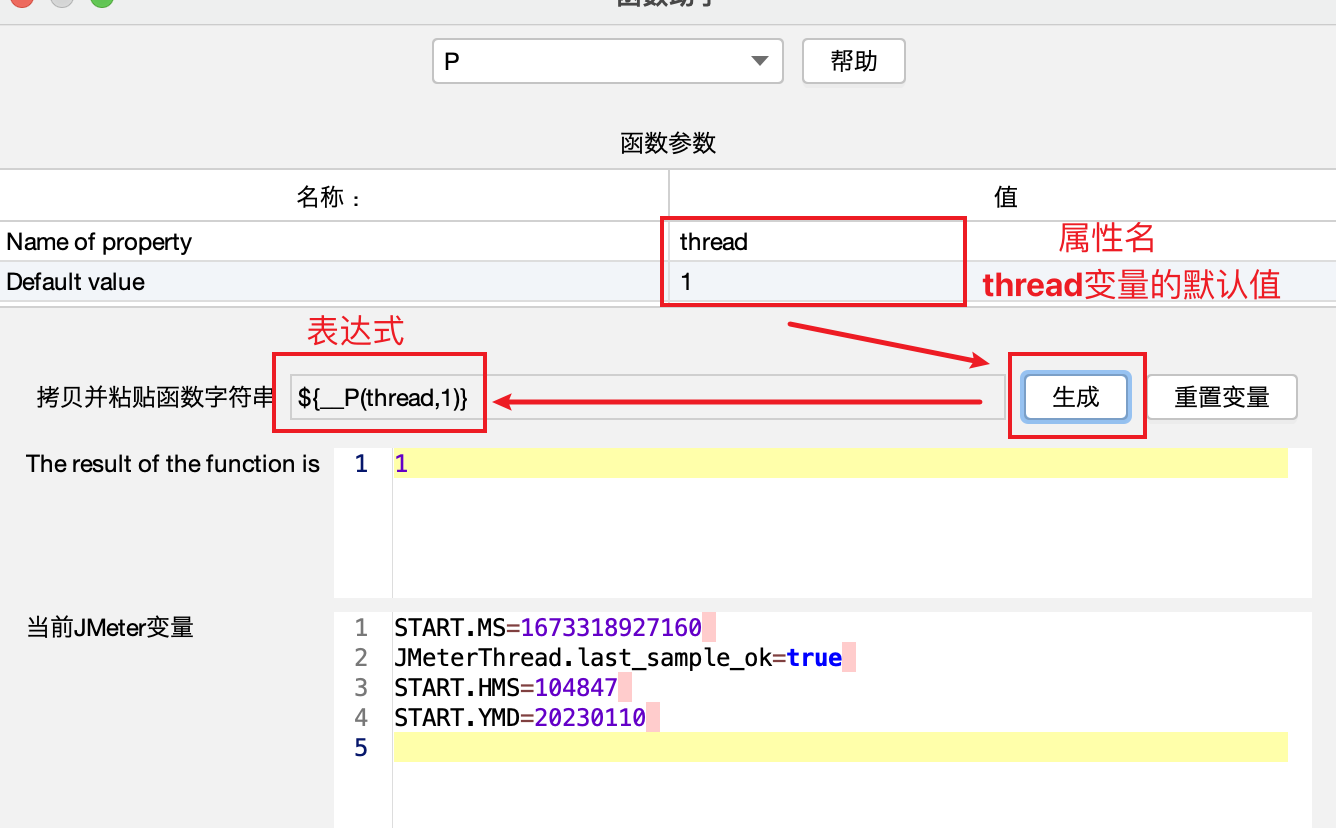 函数助手
P
帮助
函数参数
名称：
值
Name of property
thread
属性名
Default value
1
thread变量的默认值
表达式
拷贝并粘贴函数字符串
${__P(thread,1)}
生成
重置变量
The result of the function is
1 1
当前JMeter变量
1 START.MS=1673318927160
2 JMeterThread.last_sample_ok=true
3 START.HMS=104847
4 START.YMD=20230110
5